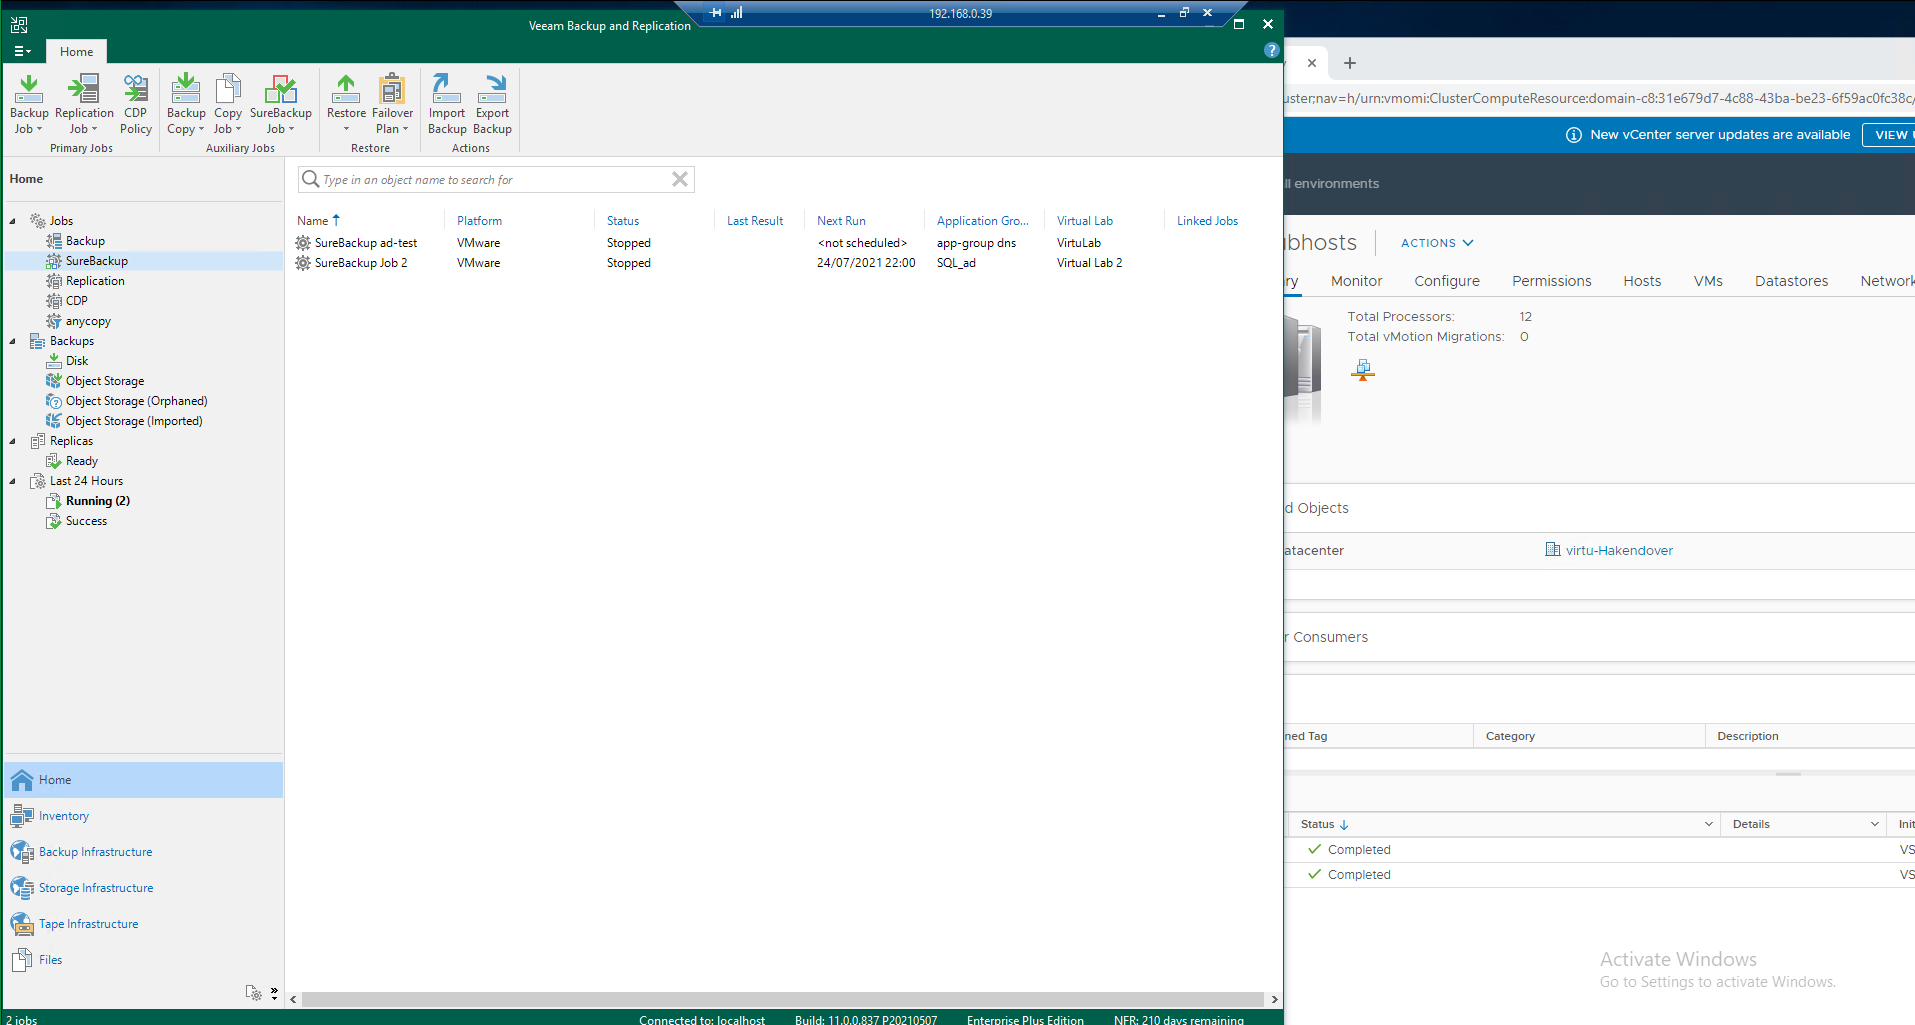 192.168.0.39
Veeam Backup and Replication
Home
Backup Job
Replication Job
CDP Policy
Backup Copy
Copy Job
SureBackup Job
Restore
Failover Plan
Import Backup
Export Backup
Primary Jobs
Auxiliary Jobs
Restore
Actions
Home
Jobs
Backup
SureBackup
Replication
CDP
anycopy
Backups
Disk
Object Storage
Object Storage (Orphaned)
Object Storage (Imported)
Replicas
Ready
Last 24 Hours
Running (2)
Success
Home
Inventory
Backup Infrastructure
Storage Infrastructure
Tape Infrastructure
Files
Type in an object name to search for
Name Platform Status Last Result Next Run Application Gro... Virtual Lab Linked Jobs
SureBackup ad-test VMware Stopped <not scheduled> app-group dns VirtuLab
SureBackup Job 2 VMware Stopped 24/07/2021 22:00 SQL_ad Virtual Lab 2
2 jobs
Connected to: localhost Build: 11.0.0.837 P20210507 Enterprise Plus Edition NFR: 210 days remaining
uster;nav=h/urn:vmomi:ClusterComputeResource:domain-c8:31e679d7-4c88-43ba-be23-6f59ac0fc38c/
New vCenter server updates are available VIEW
ll environments
bhosts ACTIONS
ry Monitor Configure Permissions Hosts VMs Datastores Network
Total Processors: 12
Total vMotion Migrations: 0
d Objects
atacenter virtu-Hakendover
r Consumers
ned Tag Category Description
Status Details Init
Completed VS
Completed VS
Activate Windows
Go to Settings to activate Windows.